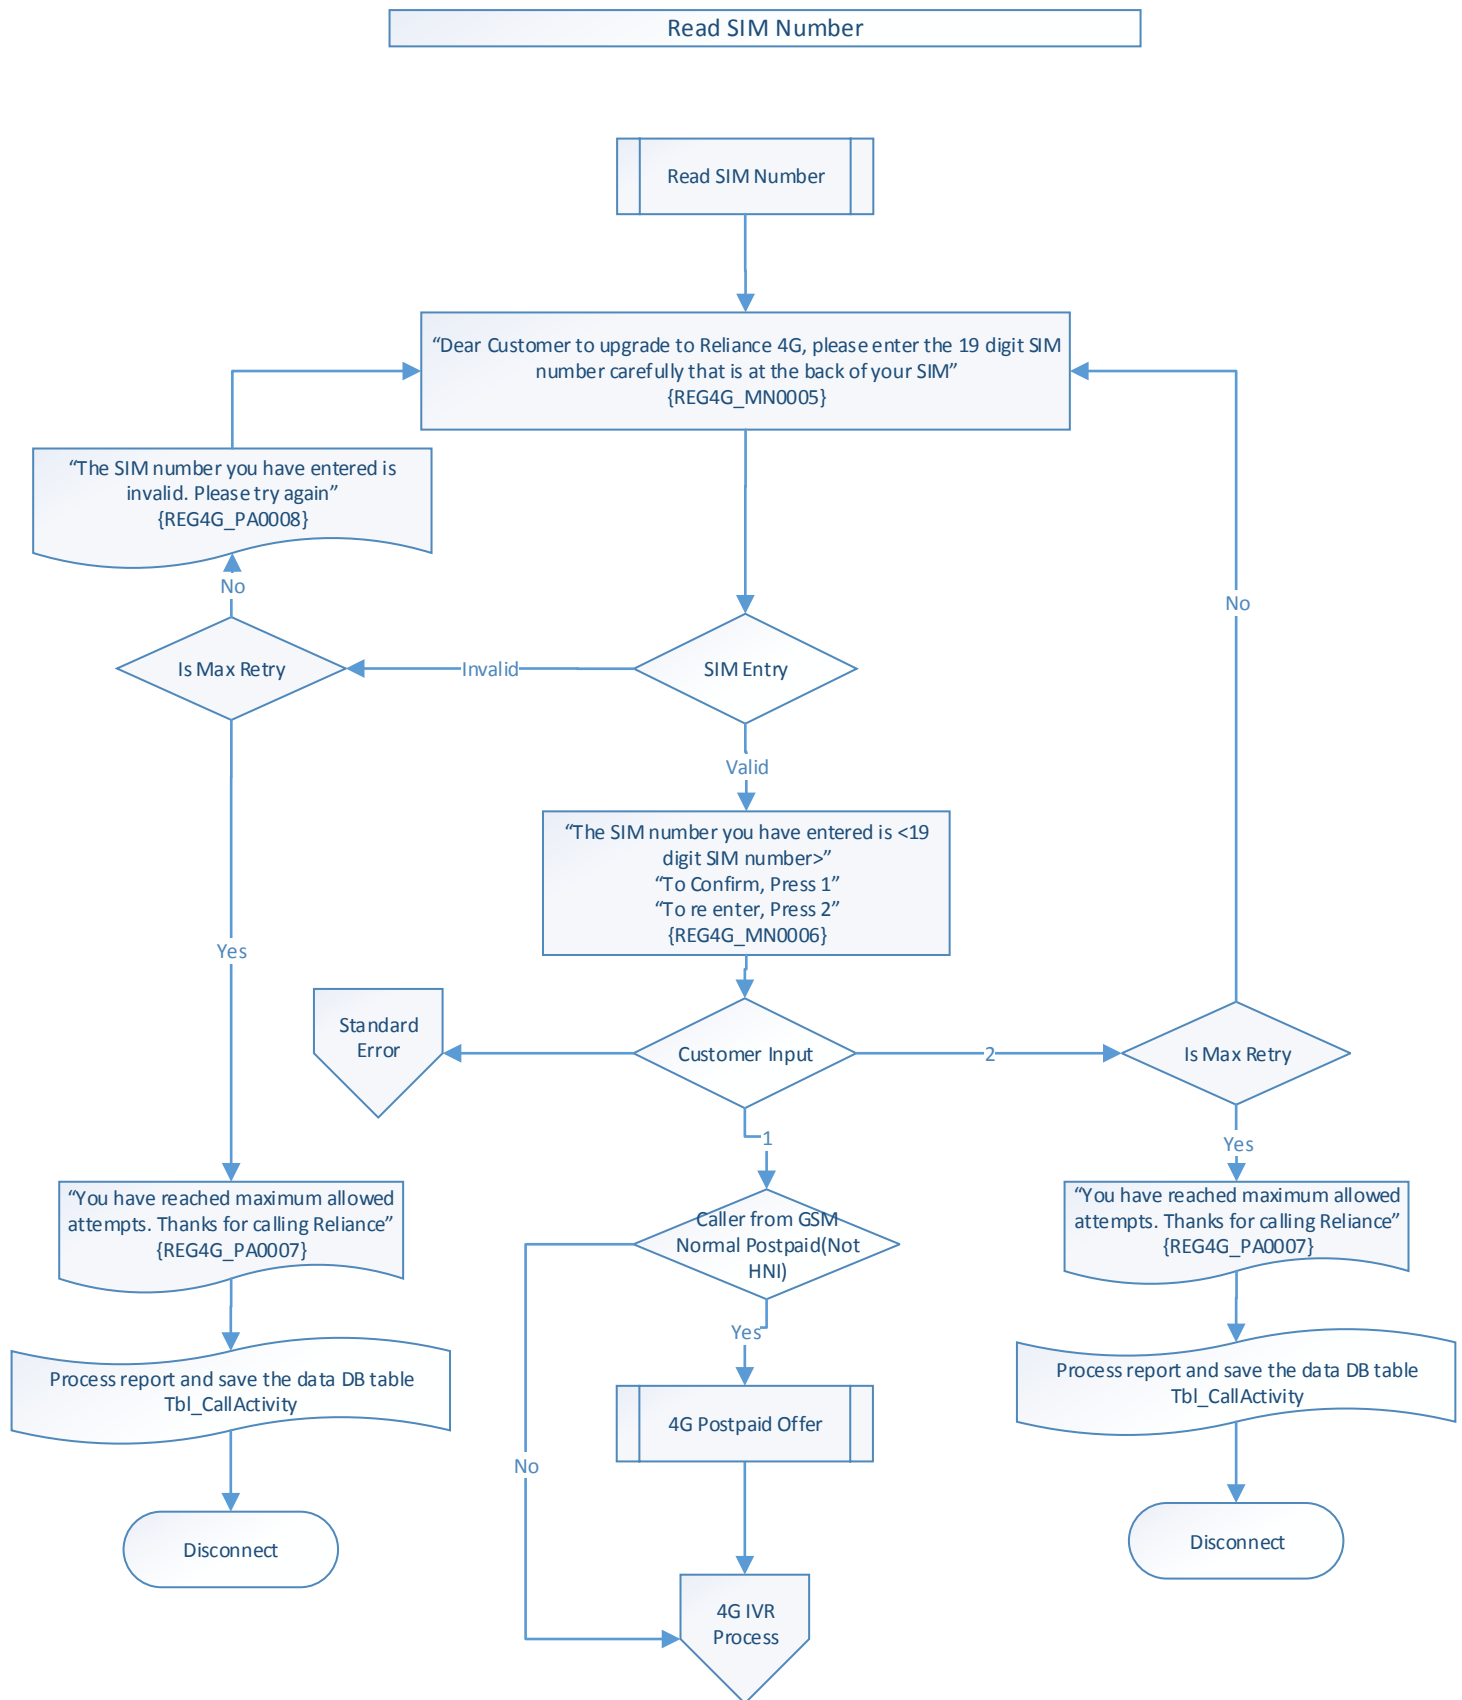 Read SIM Number
Read SIM Number
“Dear Customer to upgrade to Reliance 4G, please enter the 19 digit SIM
number carefully that is at the back of your SIM”
{REG4G_MN0005}
“The SIM number you have entered is
invalid. Please try again”
{REG4G_PA0008}
No
No
Is Max Retry
Invalid
SIM Entry
Valid
“The SIM number you have entered is <19
digit SIM number>”
“To Confirm, Press 1”
“To re enter, Press 2”
{REG4G_MN0006}
Yes
Standard
Error
Customer Input
2
Is Max Retry
1
Yes
“You have reached maximum allowed
attempts. Thanks for calling Reliance”
{REG4G_PA0007}
Caller from GSM
Normal Postpaid(Not
HNI)
“You have reached maximum allowed
attempts. Thanks for calling Reliance”
{REG4G_PA0007}
Yes
Process report and save the data DB table
Tbl_CallActivity
4G Postpaid Offer
Process report and save the data DB table
Tbl_CallActivity
No
Disconnect
Disconnect
4G IVR
Process